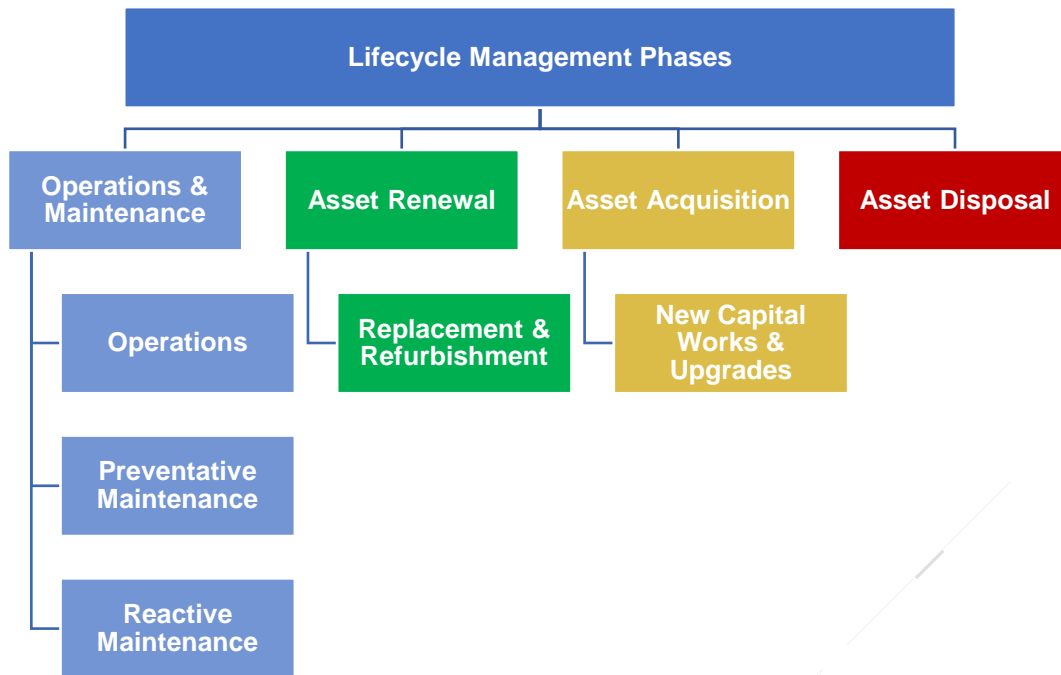 Lifecycle Management Phases
Operations &
Maintenance
Asset Renewal
Asset Acquisition
Asset Disposal
Operations
Replacement &
Refurbishment
New Capital
Works &
Upgrades
Preventative
Maintenance
Reactive
Maintenance